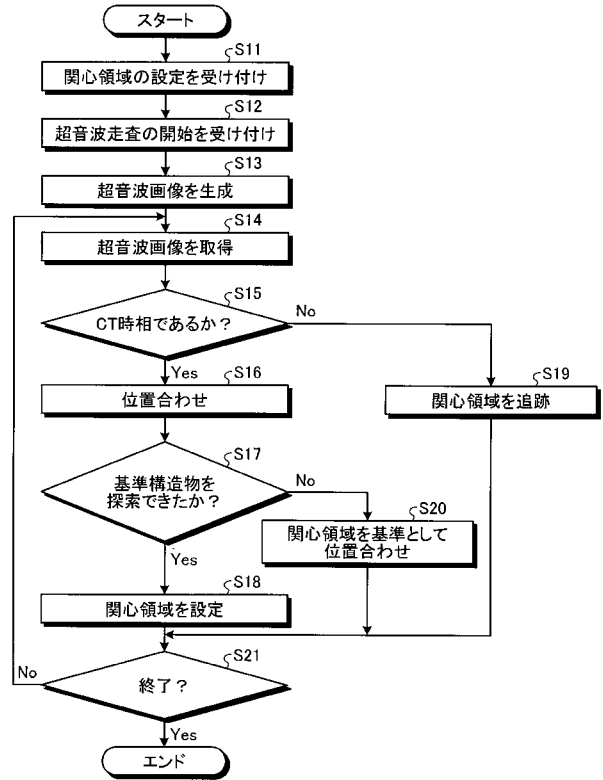 スタート
S11
関心領域の設定を受け付け
S12
超音波走査の開始を受け付け
S13
超音波画像を生成
S14
超音波画像を取得
S15
CT時相であるか？
No
Yes
S16
位置合わせ
S19
関心領域を追跡
S17
基準構造物を
探索できたか？
No
Yes
S20
関心領域を基準として
位置合わせ
S18
関心領域を設定
S21
終了？
No
Yes
エンド